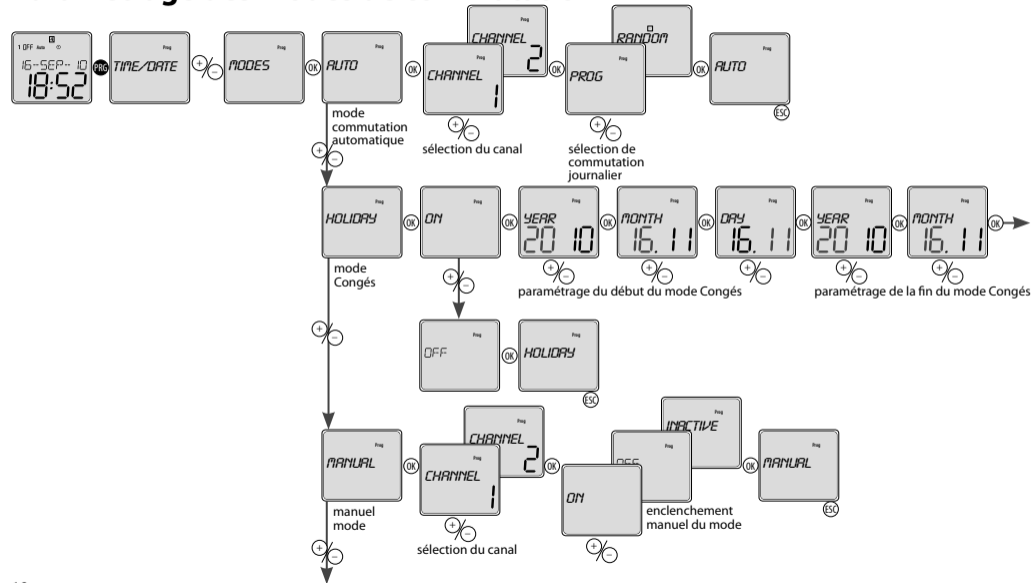 Prog Prog Prog Prog Prog Prog
1 OFF Auto
16-SEP-10
18:52
PRG
TIME/DATE
+/−
MODES
OK
AUTO
OK
CHANNEL 2
CHANNEL 1
OK
RANDOM
PROG
OK
AUTO
ESC
mode
commutation
automatique
+/−
+/−
sélection du canal
+/−
sélection de
commutation
journalier
Prog Prog Prog Prog Prog Prog Prog
HOLIDAY
OK
ON
OK
YEAR
20 10
OK
MONTH
16. 11
OK
DAY
16. 11
OK
YEAR
20 10
OK
MONTH
16. 11
OK
mode
Congés
+/−
+/−
+/−
+/−
+/−
paramétrage du début du mode Congés
+/−
+/−
paramétrage de la fin du mode Congés
+/−
Prog Prog
OFF
OK
HOLIDAY
ESC
Prog Prog Prog Prog Prog Prog
MANUAL
OK
CHANNEL 2
CHANNEL 1
OK
INACTIVE
OFF
ON
OK
MANUAL
ESC
manuel
mode
+/−
+/−
sélection du canal
+/−
enclenchement
manuel du mode